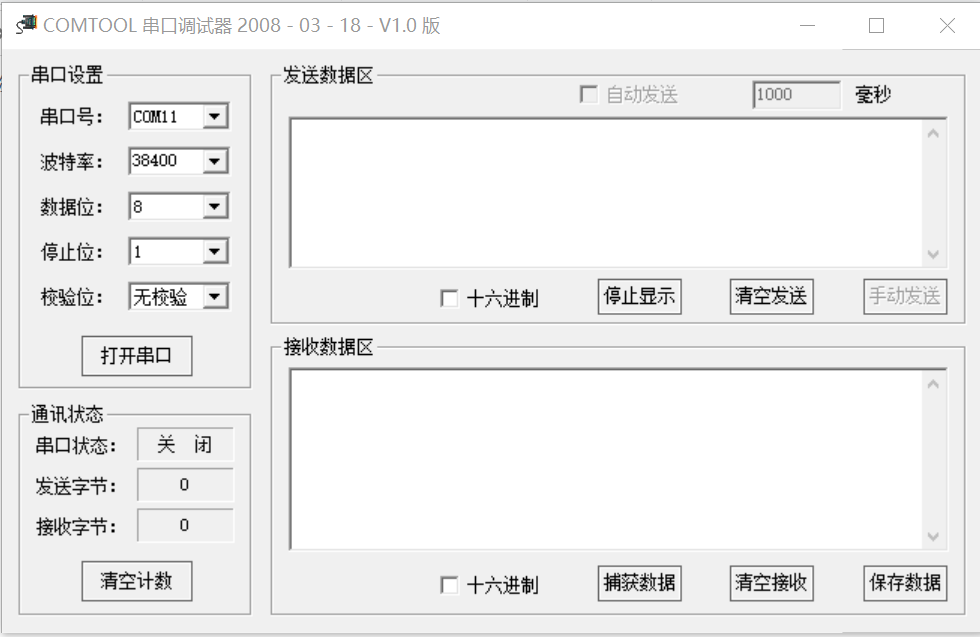 COMTOOL 串口调试器 2008 - 03 - 18 - V1.0 版
串口设置
串口号： COM11
波特率： 38400
数据位： 8
停止位： 1
校验位： 无校验
打开串口
通讯状态
串口状态： 关 闭
发送字节： 0
接收字节： 0
清空计数
发送数据区
自动发送 1000 毫秒
十六进制 停止显示 清空发送 手动发送
接收数据区
十六进制 捕获数据 清空接收 保存数据